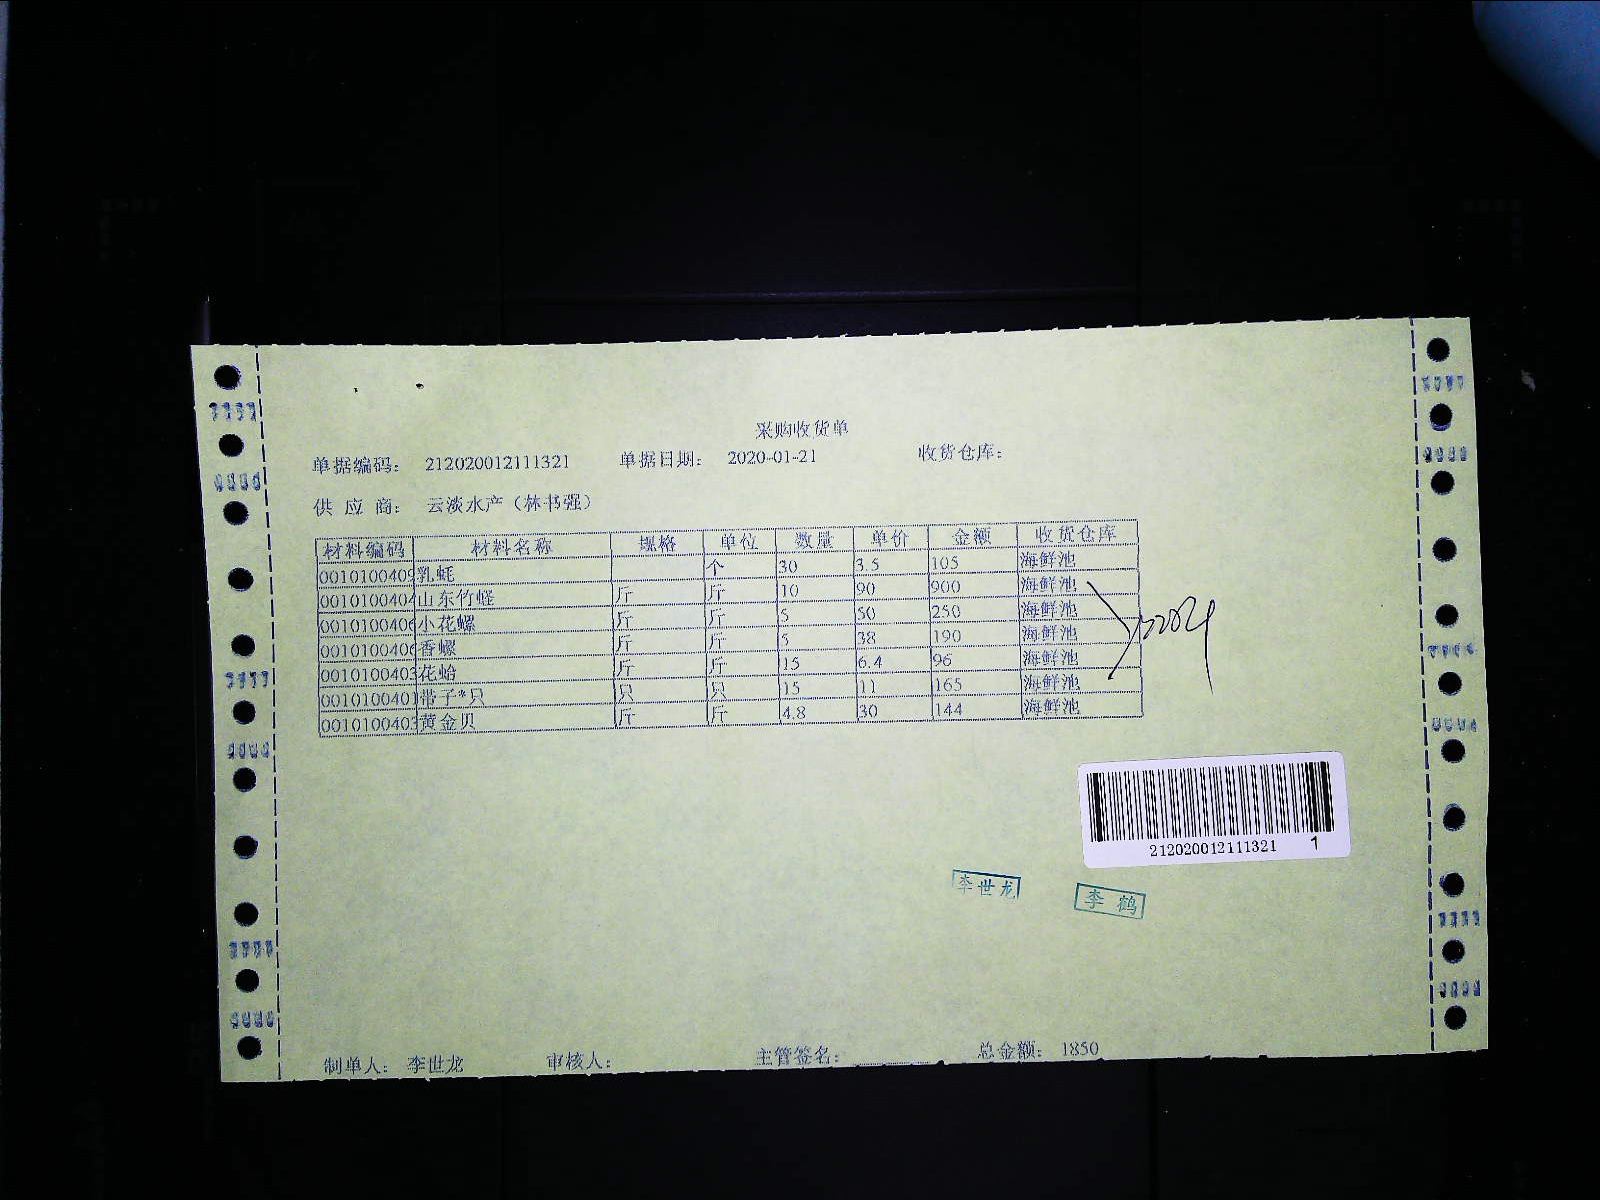 采购收货单
单据编码： 212020012111321 单据日期： 2020-01-21 收货仓库：
供 应 商： 云淡水产（林书强）
材料编码 材料名称 规格 单位 数量 单价 金额 收货仓库
0010100409 乳蚝 个 30 3.5 105 海鲜池
0010100404 山东竹蛏 斤 斤 10 90 900 海鲜池
0010100406 小花螺 斤 斤 5 50 250 海鲜池
0010100406 香螺 斤 斤 5 38 190 海鲜池
0010100403 花蛤 斤 斤 15 6.4 96 海鲜池
0010100401 带子*只 只 只 15 11 165 海鲜池
0010100403 黄金贝 斤 斤 4.8 30 144 海鲜池
212020012111321 1
李世龙 李鹤
制单人： 李世龙 审核人： 主管签名： 总金额： 1850